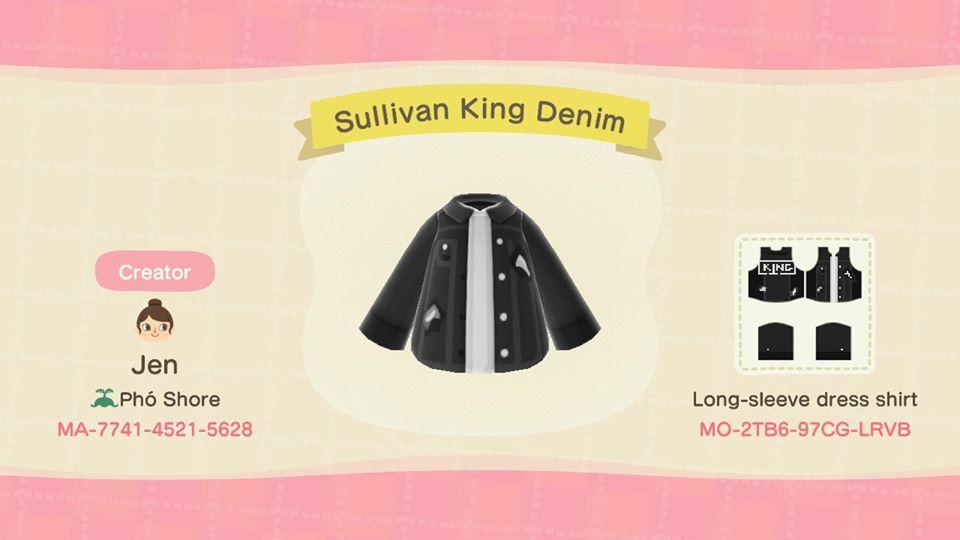 Sullivan King Denim
Creator
Jen
Phó Shore
MA-7741-4521-5628
KING
Long-sleeve dress shirt
MO-2TB6-97CG-LRVB